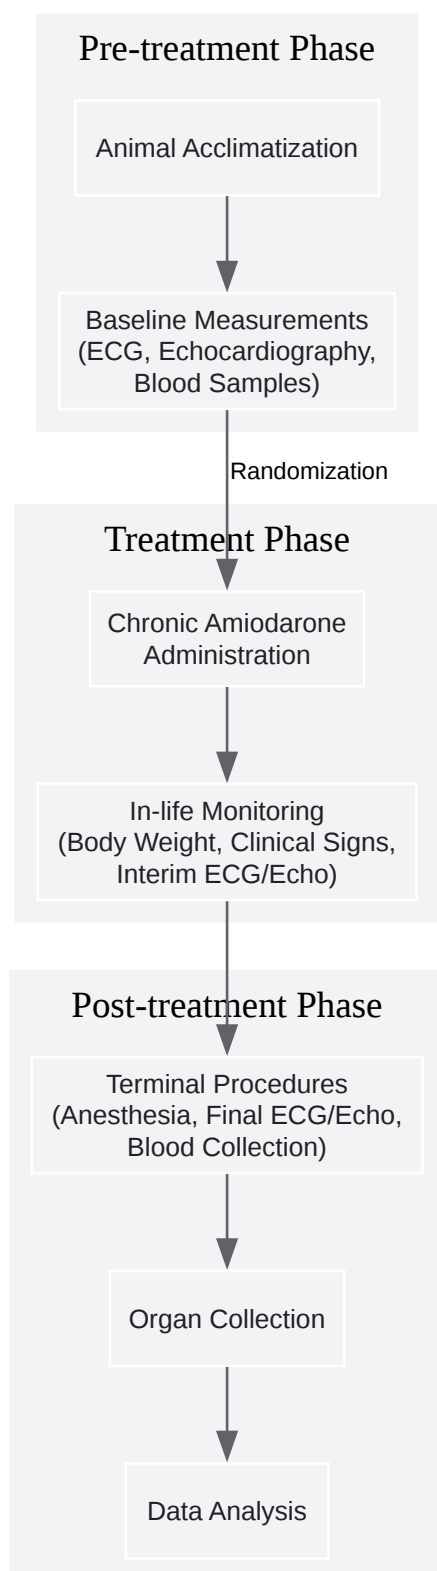 Pre-treatment Phase
Animal Acclimatization
Baseline Measurements
(ECG, Echocardiography,
Blood Samples)
Randomization
Treatment Phase
Chronic Amiodarone
Administration
In-life Monitoring
(Body Weight, Clinical Signs,
Interim ECG/Echo)
Post-treatment Phase
Terminal Procedures
(Anesthesia, Final ECG/Echo,
Blood Collection)
Organ Collection
Data Analysis